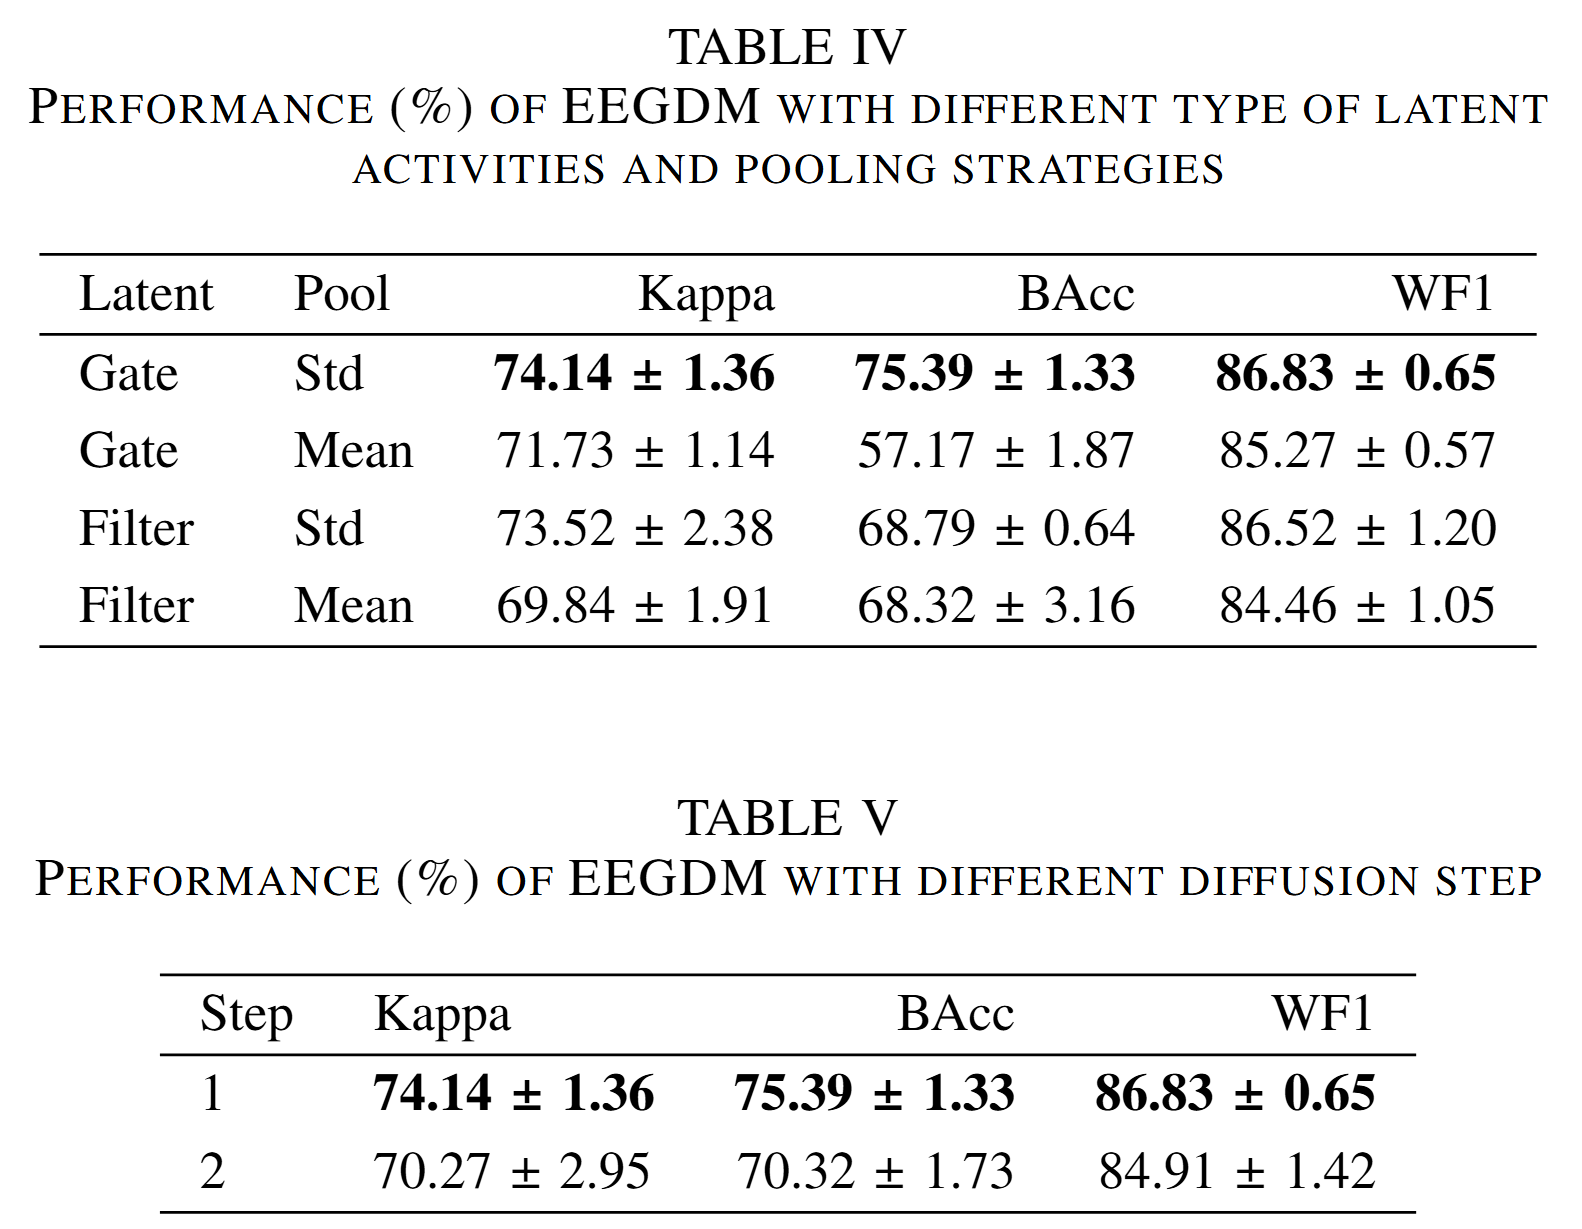 TABLE IV
PERFORMANCE (%) OF EEGDM WITH DIFFERENT TYPE OF LATENT
ACTIVITIES AND POOLING STRATEGIES
Latent Pool Kappa BAcc WF1
Gate Std 74.14 ± 1.36 75.39 ± 1.33 86.83 ± 0.65
Gate Mean 71.73 ± 1.14 57.17 ± 1.87 85.27 ± 0.57
Filter Std 73.52 ± 2.38 68.79 ± 0.64 86.52 ± 1.20
Filter Mean 69.84 ± 1.91 68.32 ± 3.16 84.46 ± 1.05
TABLE V
PERFORMANCE (%) OF EEGDM WITH DIFFERENT DIFFUSION STEP
Step Kappa BAcc WF1
1 74.14 ± 1.36 75.39 ± 1.33 86.83 ± 0.65
2 70.27 ± 2.95 70.32 ± 1.73 84.91 ± 1.42